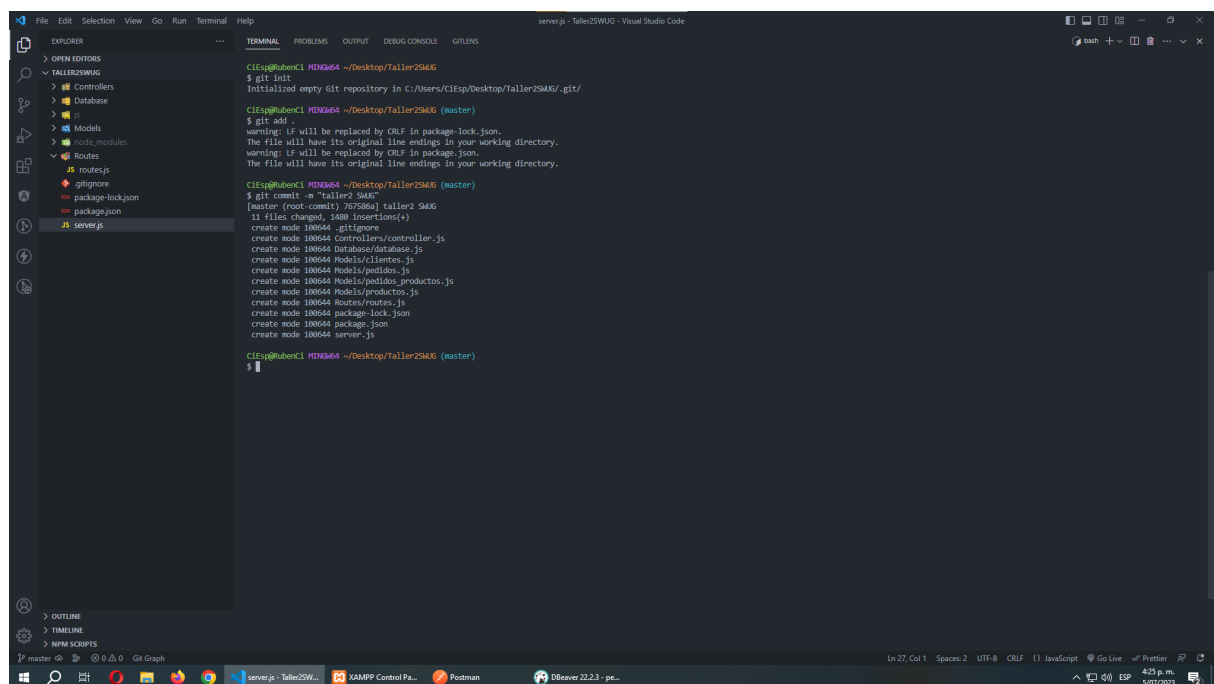 File Edit Selection View Go Run Terminal Help
server.js - Taller2SWUG - Visual Studio Code
EXPLORER
OPEN EDITORS
TALLER2SWUG
Controllers
Database
js
Models
node_modules
Routes
JS routes.js
.gitignore
package-lock.json
package.json
JS server.js
OUTLINE
TIMELINE
NPM SCRIPTS
TERMINAL PROBLEMS OUTPUT DEBUG CONSOLE GITLENS
bash
CiEsp@RubenCi MINGW64 ~/Desktop/Taller2SWUG
$ git init
Initialized empty Git repository in C:/Users/CiEsp/Desktop/Taller2SWUG/.git/
CiEsp@RubenCi MINGW64 ~/Desktop/Taller2SWUG (master)
$ git add .
warning: LF will be replaced by CRLF in package-lock.json.
The file will have its original line endings in your working directory.
warning: LF will be replaced by CRLF in package.json.
The file will have its original line endings in your working directory.
CiEsp@RubenCi MINGW64 ~/Desktop/Taller2SWUG (master)
$ git commit -m "taller2 SWUG"
[master (root-commit) 767586a] taller2 SWUG
11 files changed, 1480 insertions(+)
create mode 100644 .gitignore
create mode 100644 Controllers/controller.js
create mode 100644 Database/database.js
create mode 100644 Models/clientes.js
create mode 100644 Models/pedidos.js
create mode 100644 Models/pedidos_productos.js
create mode 100644 Models/productos.js
create mode 100644 Routes/routes.js
create mode 100644 package-lock.json
create mode 100644 package.json
create mode 100644 server.js
CiEsp@RubenCi MINGW64 ~/Desktop/Taller2SWUG (master)
$
master 0 0 Git Graph
Ln 27, Col 1 Spaces: 2 UTF-8 CRLF {} JavaScript Go Live Prettier
server.js - Taller2SW... XAMPP Control Pa... Postman DBeaver 22.2.3 - pe...
ESP
4:25 p. m.
5/07/2023